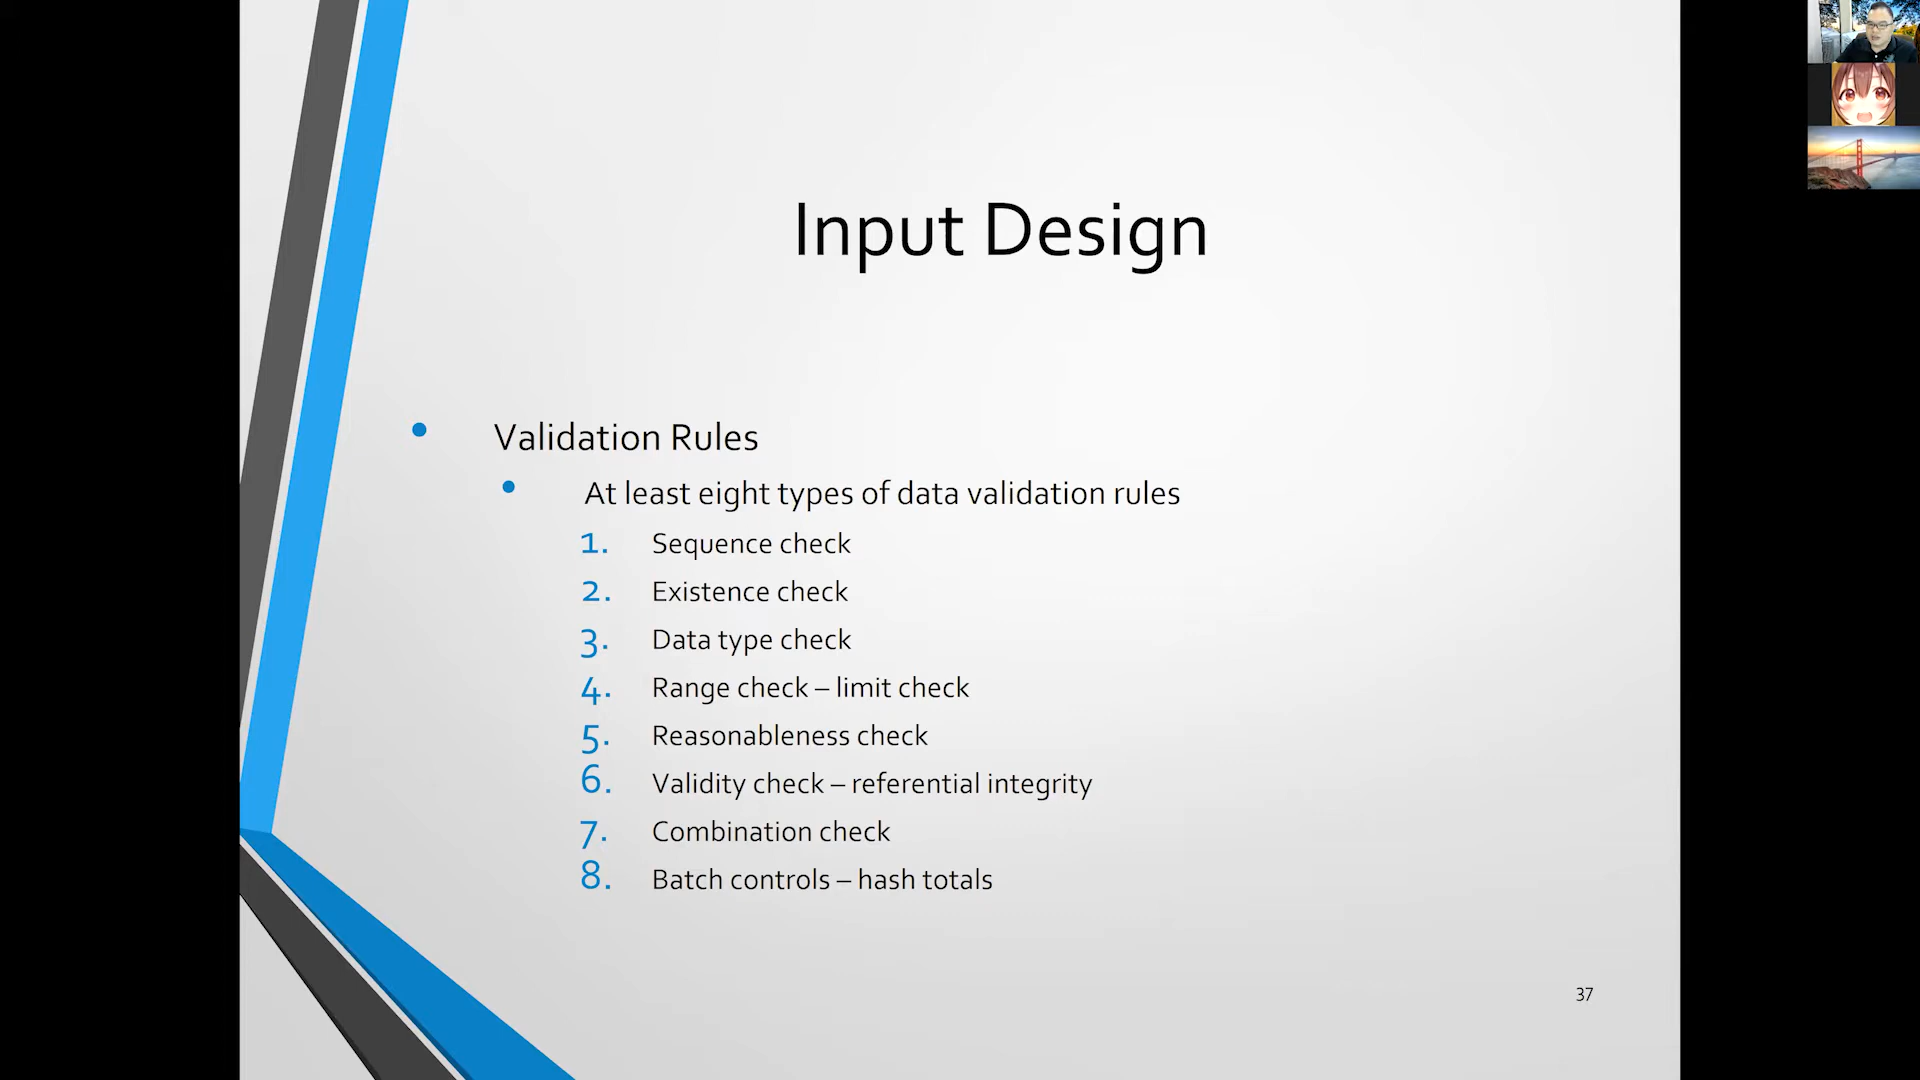 Input Design
Validation Rules
At least eight types of data validation rules
1. Sequence check
2. Existence check
3. Data type check
4. Range check – limit check
5. Reasonableness check
6. Validity check – referential integrity
7. Combination check
8. Batch controls – hash totals
37